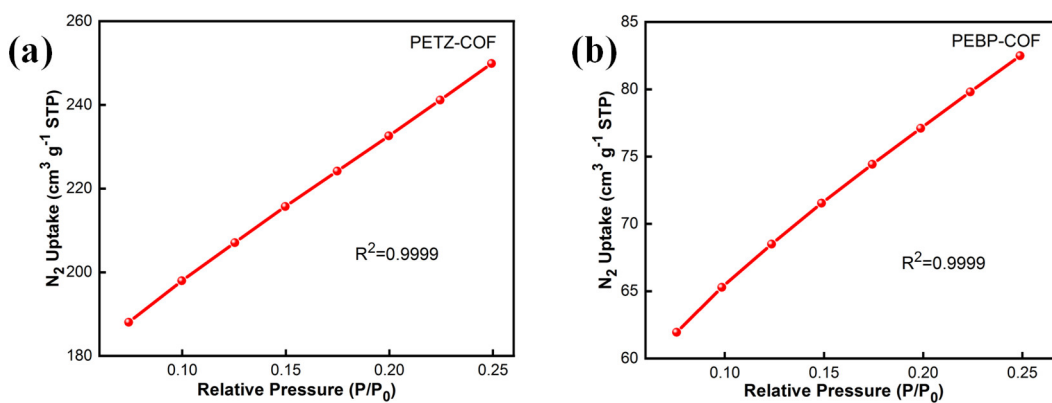 (a)
PETZ-COF
260
240
220
200
180
N₂ Uptake (cm³ g⁻¹ STP)
R²=0.9999
0.10 0.15 0.20 0.25
Relative Pressure (P/P₀)
(b)
PEBP-COF
85
80
75
70
65
60
N₂ Uptake (cm³ g⁻¹ STP)
R²=0.9999
0.10 0.15 0.20 0.25
Relative Pressure (P/P₀)